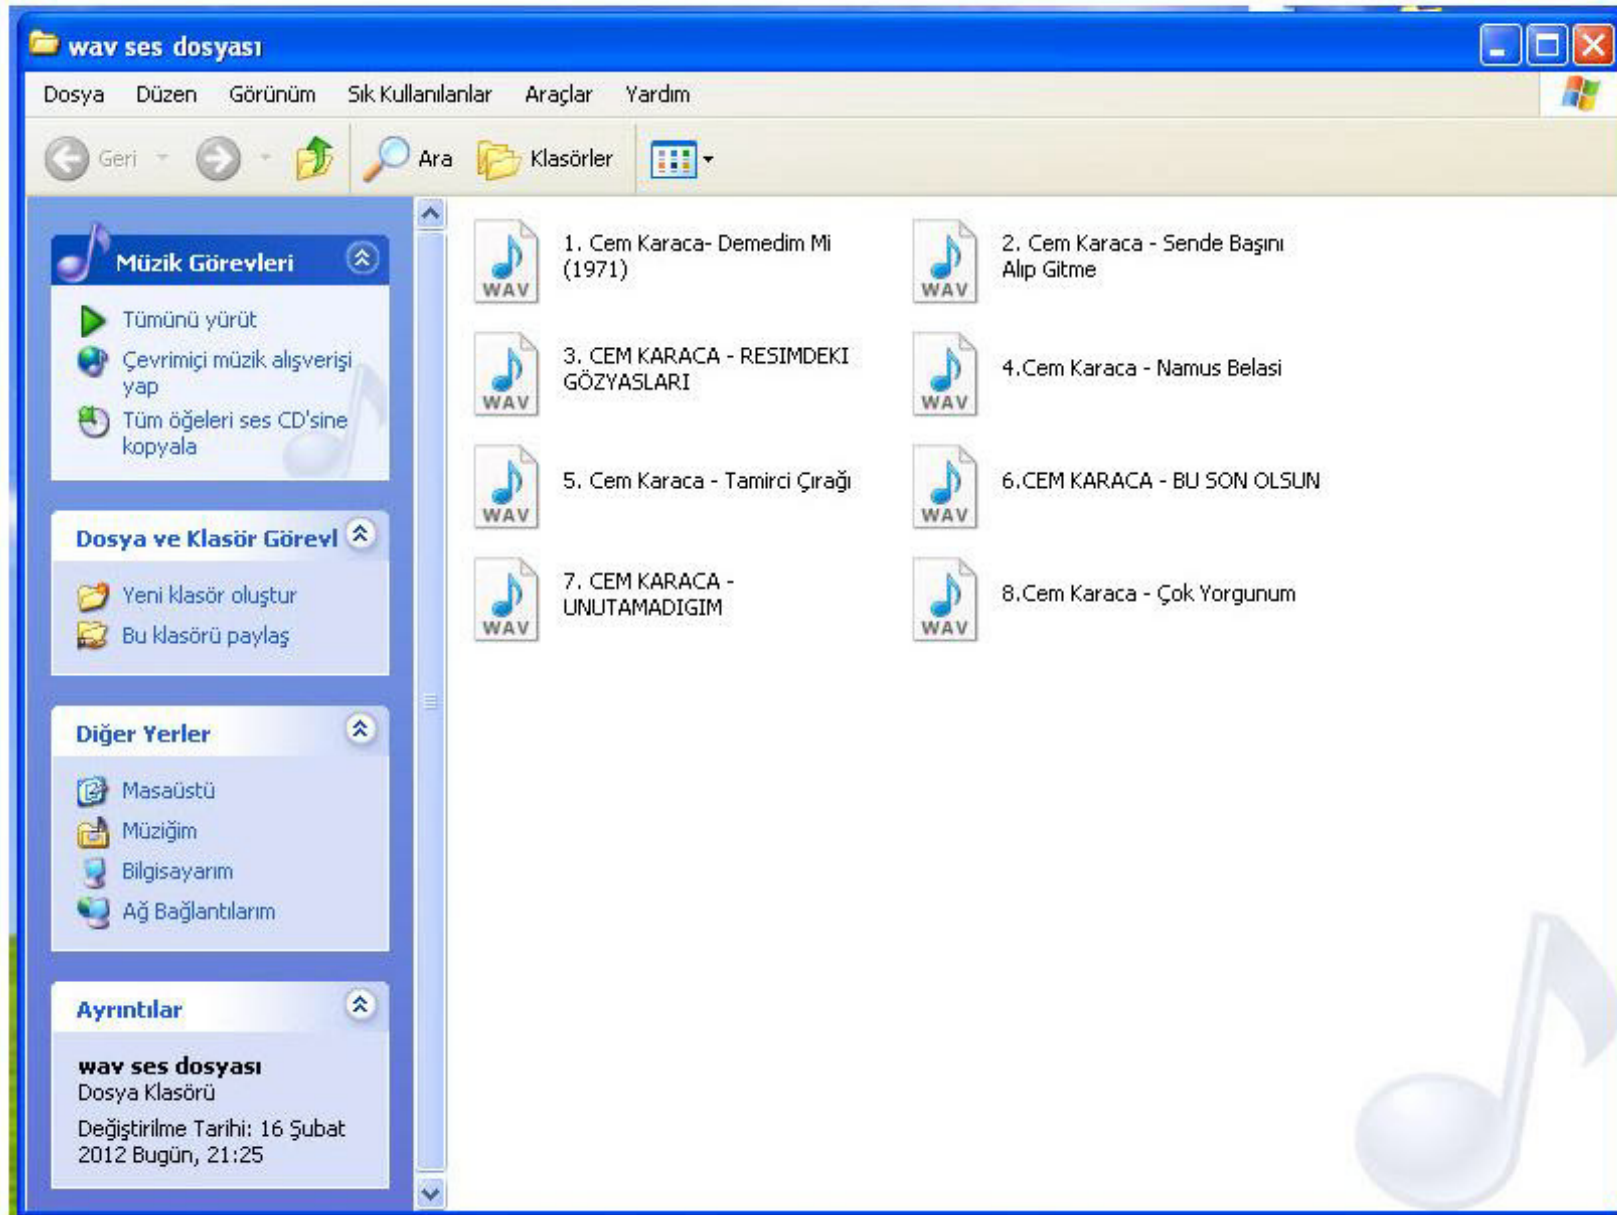 wav ses dosyası
Dosya Düzen Görünüm Sık Kullanılanlar Araçlar Yardım
Geri Ara Klasörler
Müzik Görevleri
Tümünü yürüt
Çevrimiçi müzik alışverişi
yap
Tüm öğeleri ses CD'sine
kopyala
Dosya ve Klasör Görevl
Yeni klasör oluştur
Bu klasörü paylaş
Diğer Yerler
Masaüstü
Müziğim
Bilgisayarım
Ağ Bağlantılarım
Ayrıntılar
wav ses dosyası
Dosya Klasörü
Değiştirilme Tarihi: 16 Şubat
2012 Bugün, 21:25
WAV
1. Cem Karaca- Demedim Mi
(1971)
WAV
2. Cem Karaca - Sende Başını
Alıp Gitme
WAV
3. CEM KARACA - RESIMDEKI
GÖZYASLARI
WAV
4.Cem Karaca - Namus Belasi
WAV
5. Cem Karaca - Tamirci Çırağı
WAV
6.CEM KARACA - BU SON OLSUN
WAV
7. CEM KARACA -
UNUTAMADIGIM
WAV
8.Cem Karaca - Çok Yorgunum